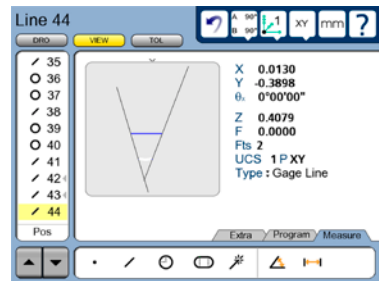 Line 44
A 90°
B 90°
1
XY
mm
?
DRO
VIEW
TOL
35
36
37
38
39
40
41
42
43
44
Pos
X 0.0130
Y -0.3898
θx 0°00'00"
Z 0.4079
F 0.0000
Fts 2
UCS 1 P XY
Type : Gage Line
Extra
Program
Measure